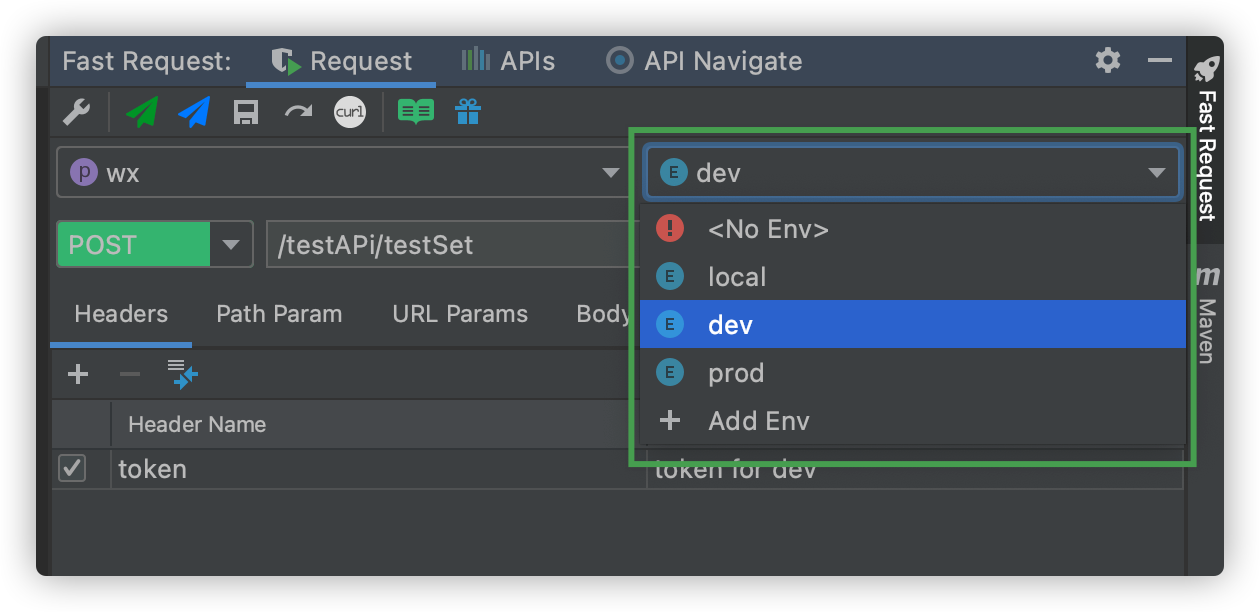 Fast Request: Request APIs API Navigate
curl
p wx E dev
! <No Env>
POST /testAPi/testSet
E local
Headers Path Param URL Params Body
E dev
E prod
Add Env
Header Name
token token for dev
Fast Request
m Maven